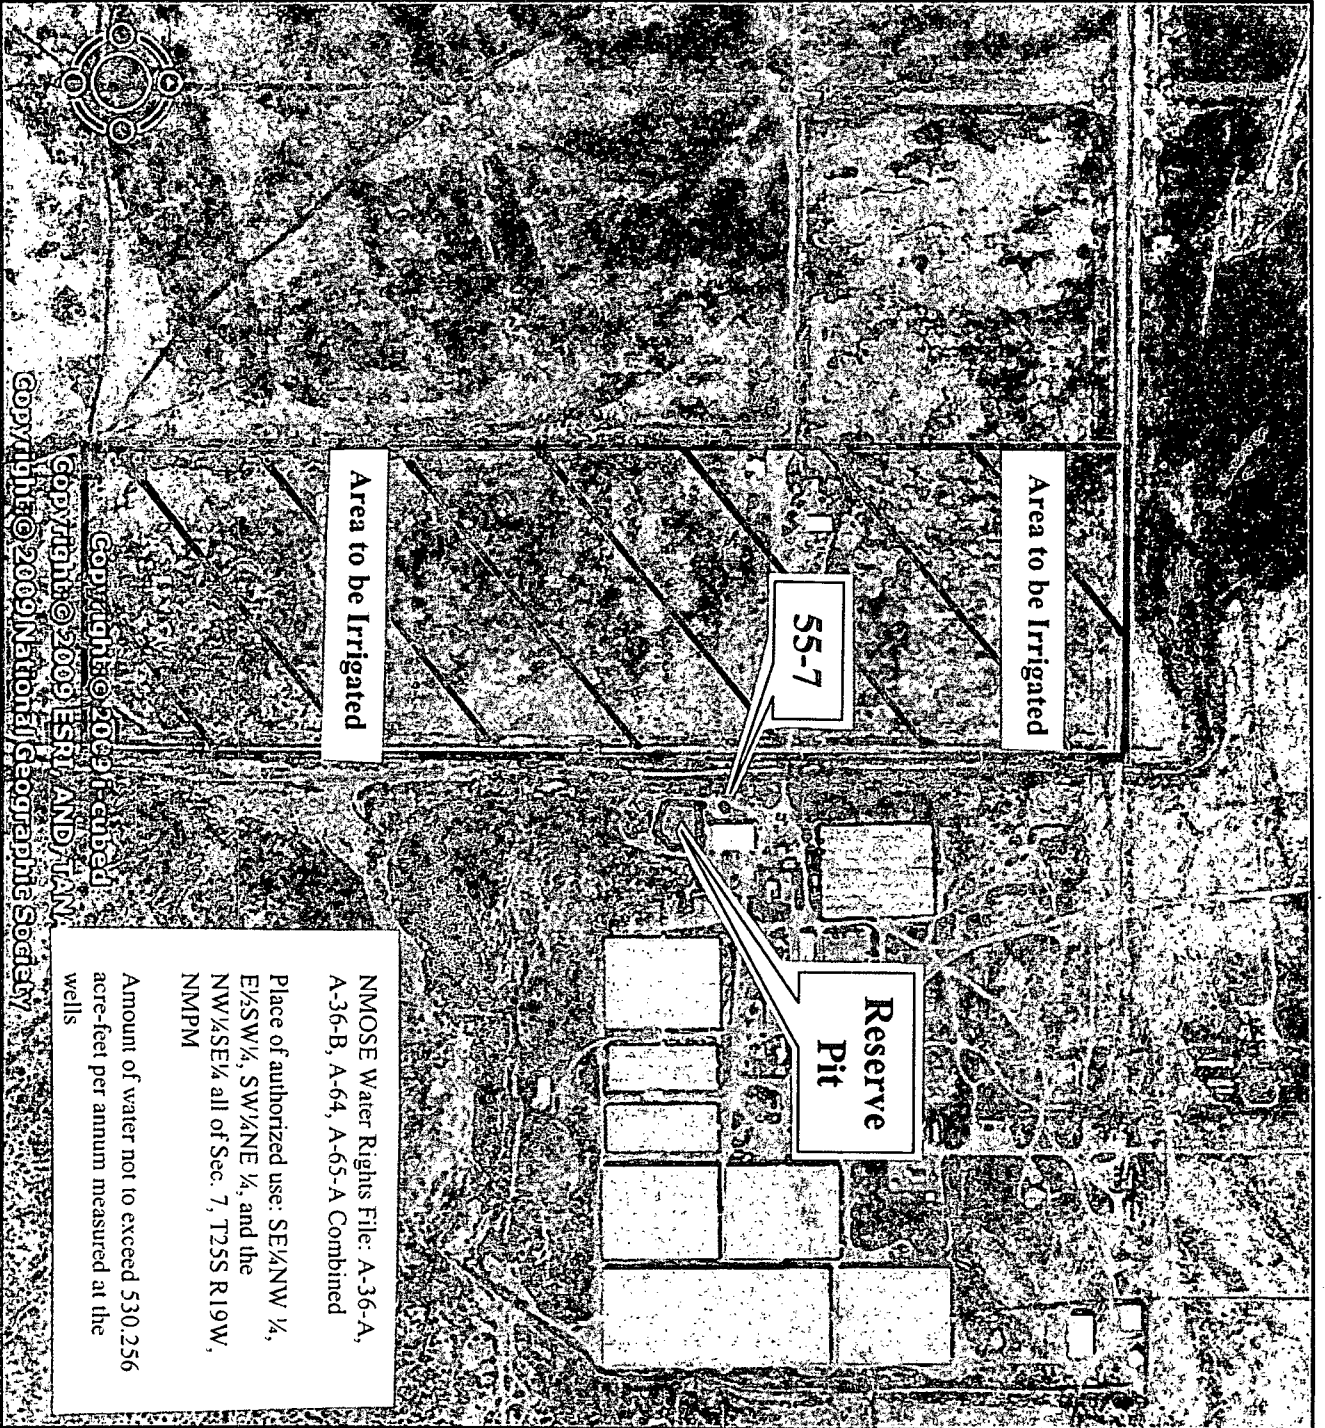 Area to be Irrigated
55-7
Reserve
Pit
Area to be Irrigated
NMOSE Water Rights File: A-36-A,
A-36-B, A-64, A-65-A Combined
Place of authorized use: SE¼NW ¼,
E½SW¼, SW¼NE ¼, and the
NW¼SE¼ all of Sec. 7, T25S R19W,
NMPM
Amount of water not to exceed 530.256
acre-feet per annum measured at the
wells
Copyright:© 2009 i-cubed
Copyright:© 2009 ESRI, AND, TANA,
Copyright:© 2009 National Geographic Society